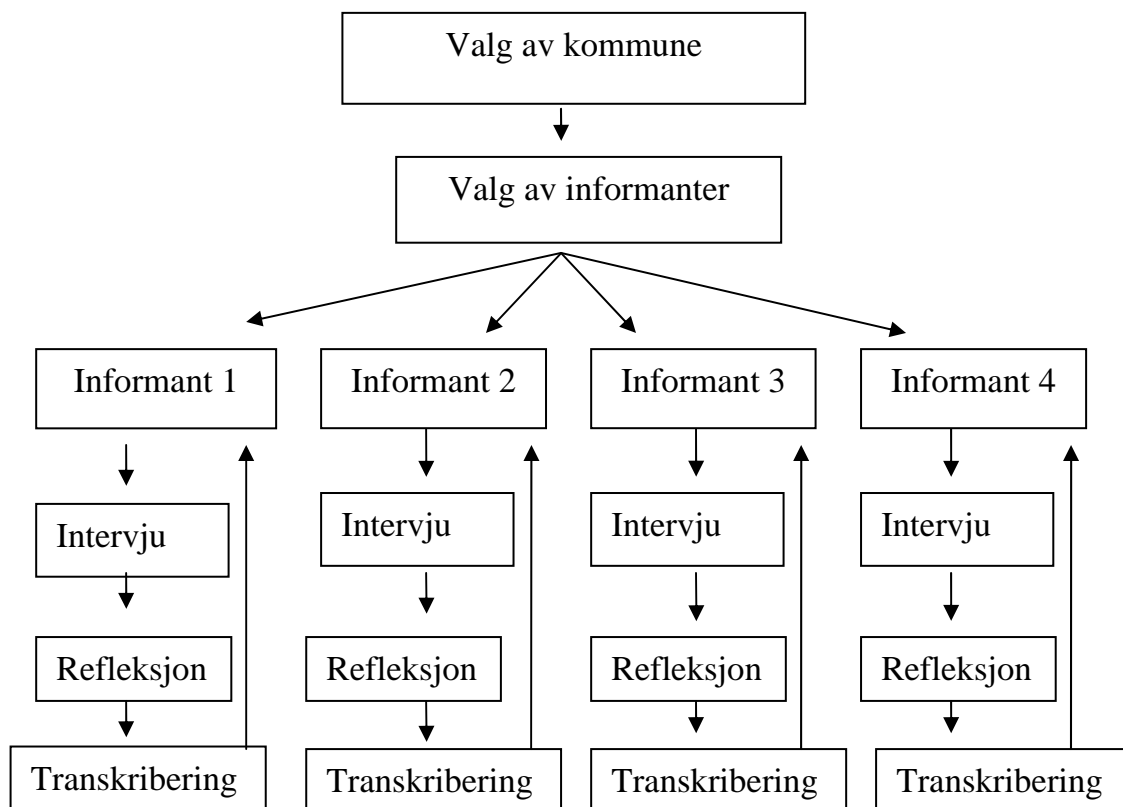 Valg av kommune
Valg av informanter
Informant 1
Informant 2
Informant 3
Informant 4
Intervju
Intervju
Intervju
Intervju
Refleksjon
Refleksjon
Refleksjon
Refleksjon
Transkribering
Transkribering
Transkribering
Transkribering